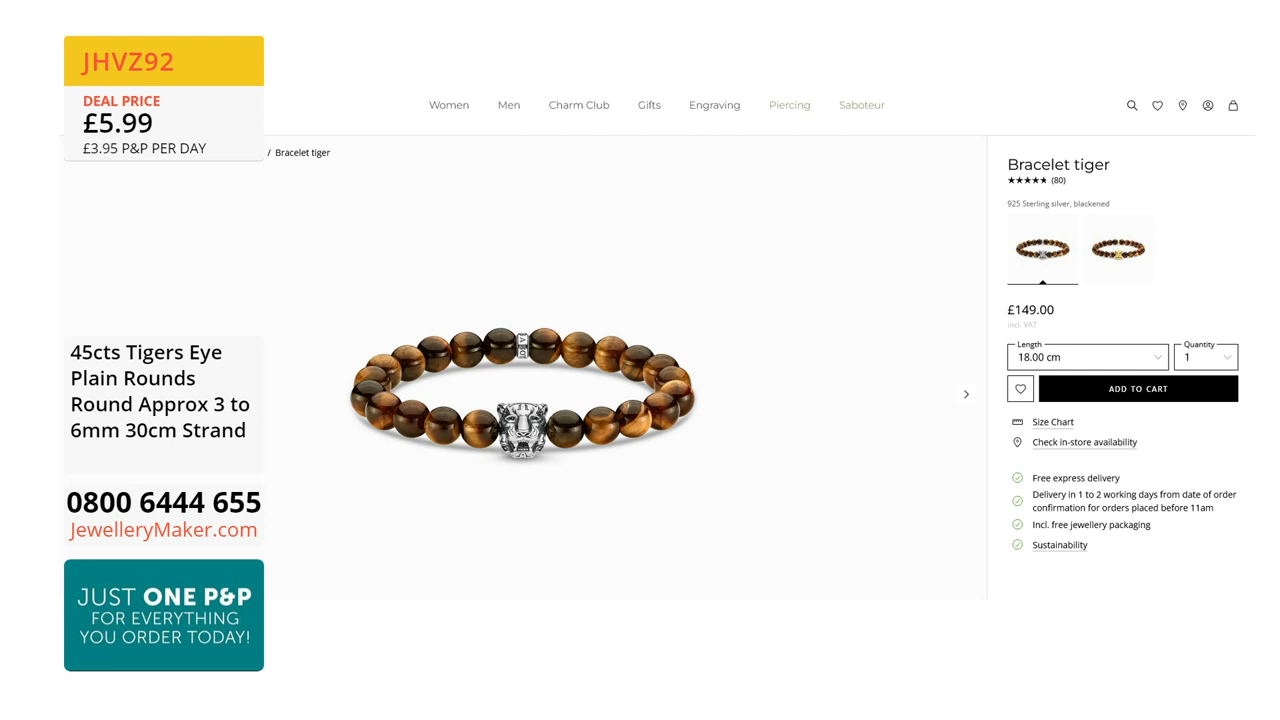 JHVZ92
DEAL PRICE
£5.99
£3.95 P&P PER DAY
45cts Tigers Eye
Plain Rounds
Round Approx 3 to
6mm 30cm Strand
0800 6444 655
JewelleryMaker.com
JUST ONE P&P
FOR EVERYTHING
YOU ORDER TODAY!
Women Men Charm Club Gifts Engraving Piercing Saboteur
/ Bracelet tiger
Bracelet tiger
★★★★★ (80)
925 Sterling silver, blackened
£149.00
incl. VAT
Length Quantity
18.00 cm 1
ADD TO CART
Size Chart
Check in-store availability
Free express delivery
Delivery in 1 to 2 working days from date of order
confirmation for orders placed before 11am
Incl. free jewellery packaging
Sustainability